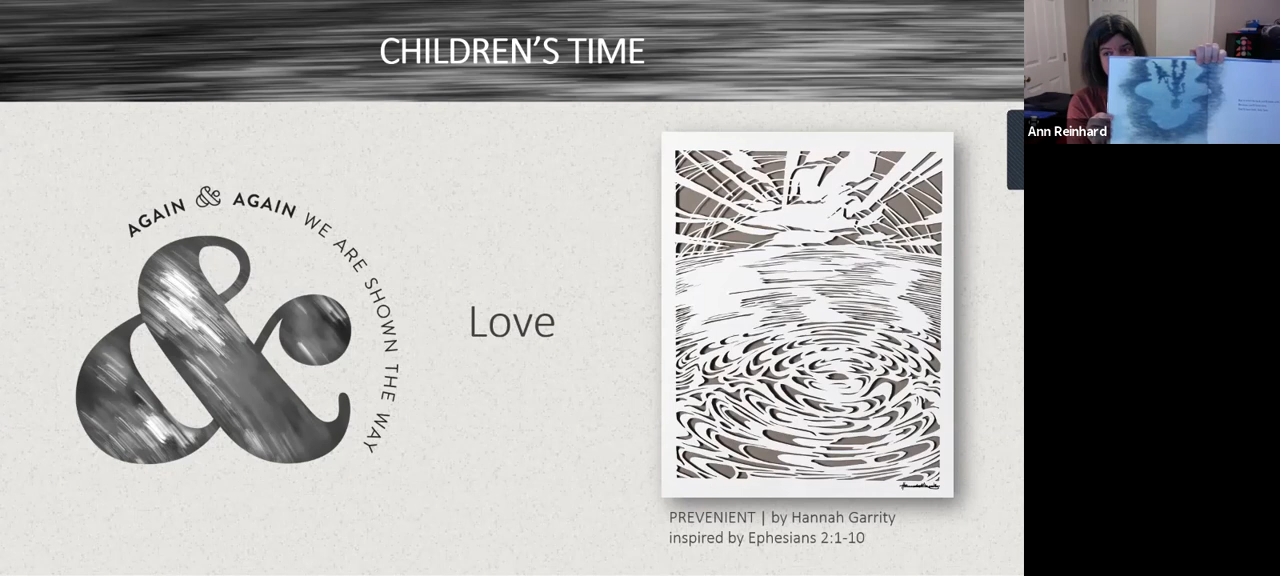 CHILDREN'S TIME
AGAIN & AGAIN WE ARE SHOWN THE WAY
&
Love
PREVENIENT | by Hannah Garrity
inspired by Ephesians 2:1-10
Ann Reinhard